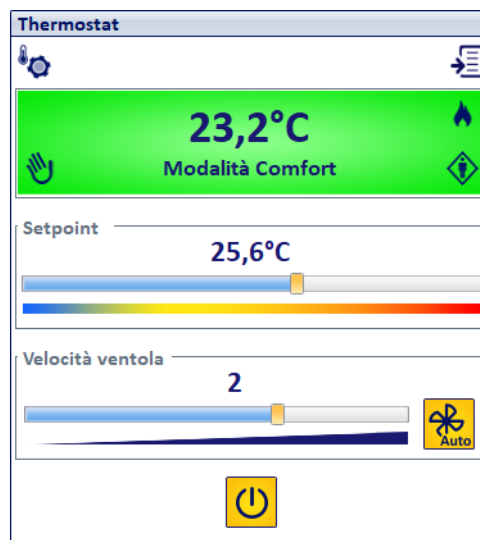 Thermostat
23,2°C
Modalità Comfort
Setpoint
25,6°C
Velocità ventola
2
Auto